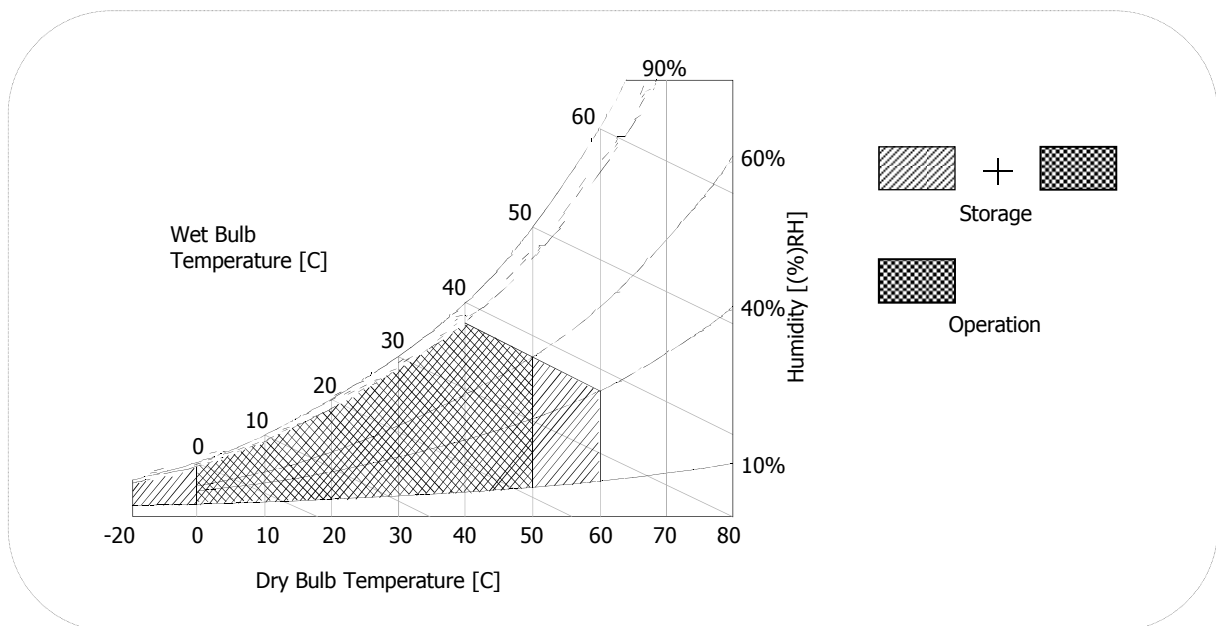 90%
60
60%
50
Wet Bulb
Temperature [C]
Humidity [(%)RH]
+
Storage
40
40%
30
Operation
20
10
0
10%
-20 0 10 20 30 40 50 60 70 80
Dry Bulb Temperature [C]